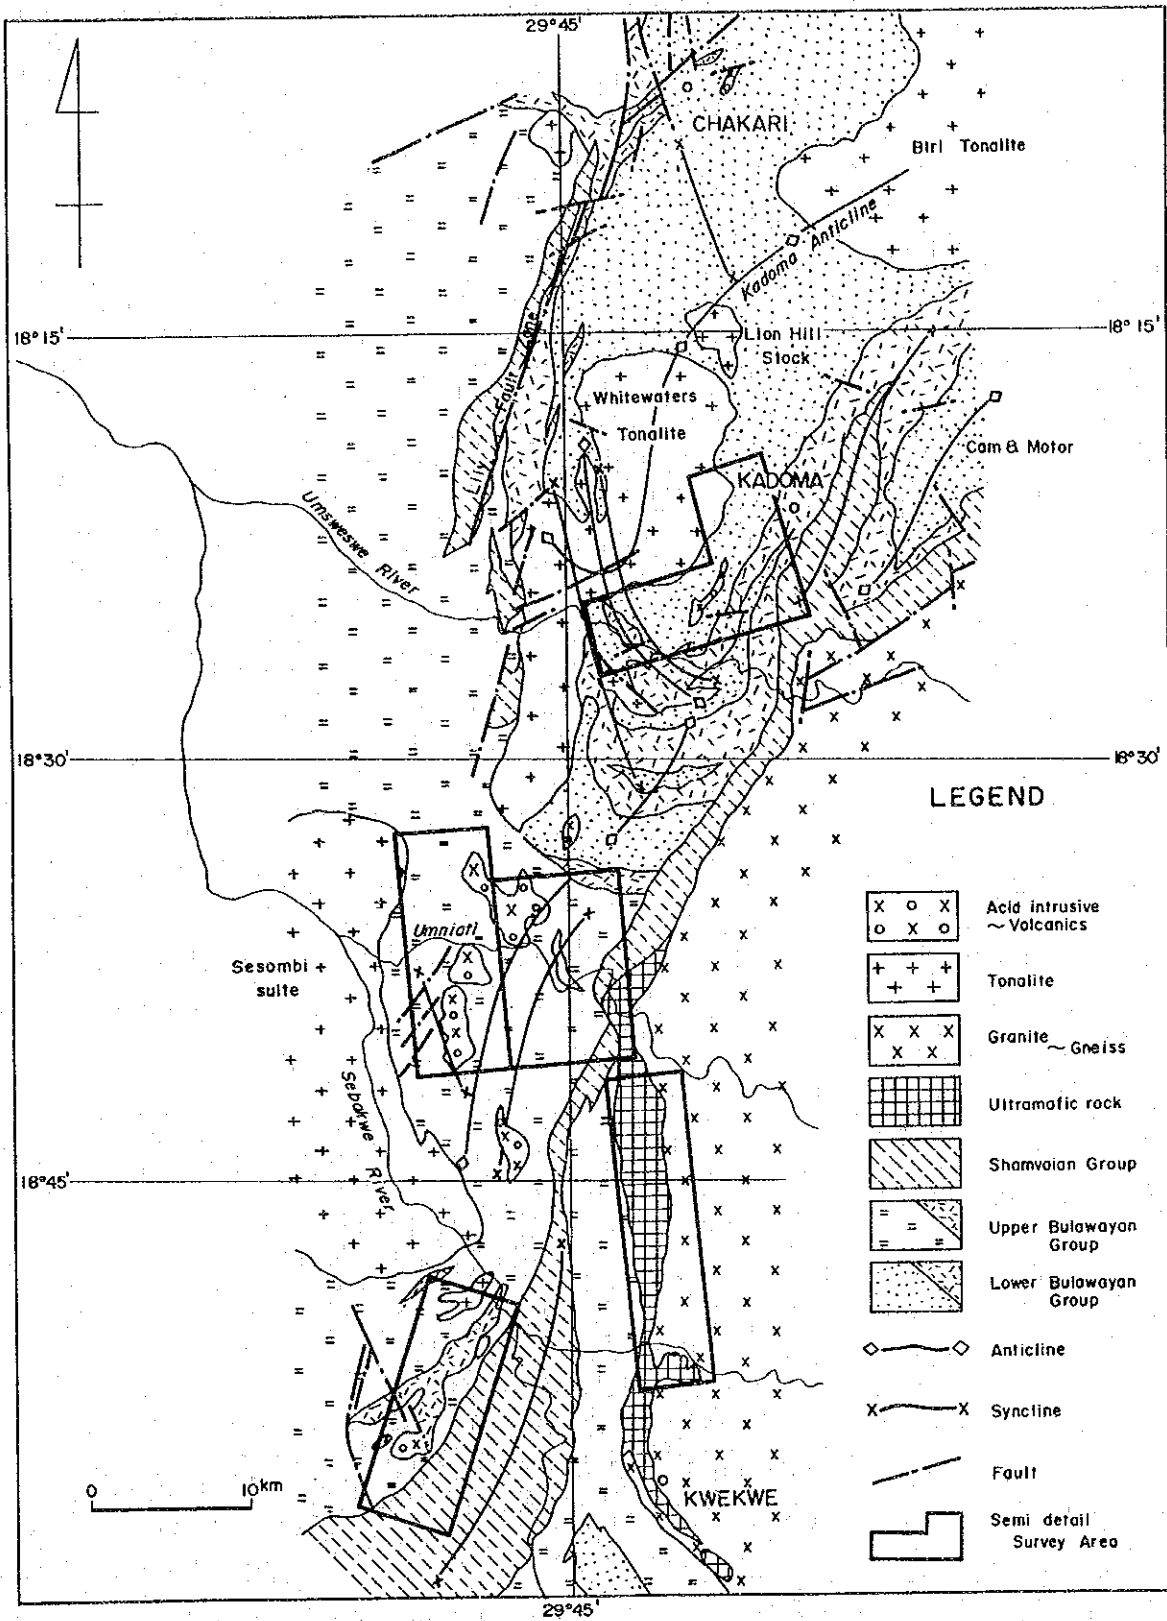 29°45'
CHAKARI
Birl Tonalite
Kadoma Anticline
18°15'
18°15'
Lion Hill
Stock
Lily Fault Zone
Whitewaters
Tonalite
Cam & Motor
KADOMA
Umsweswe River
18°30'
18°30'
LEGEND
Acid intrusive
~ Volcanics
Tonalite
Granite ~ Gneiss
Ultramafic rock
Shamvaian Group
Upper Bulawayan
Group
Lower Bulawayan
Group
Anticline
Syncline
Fault
Semi detail
Survey Area
Umniati
Sesombi
suite
Sebakwe River
18°45'
0 10km
KWEKWE
29°45'